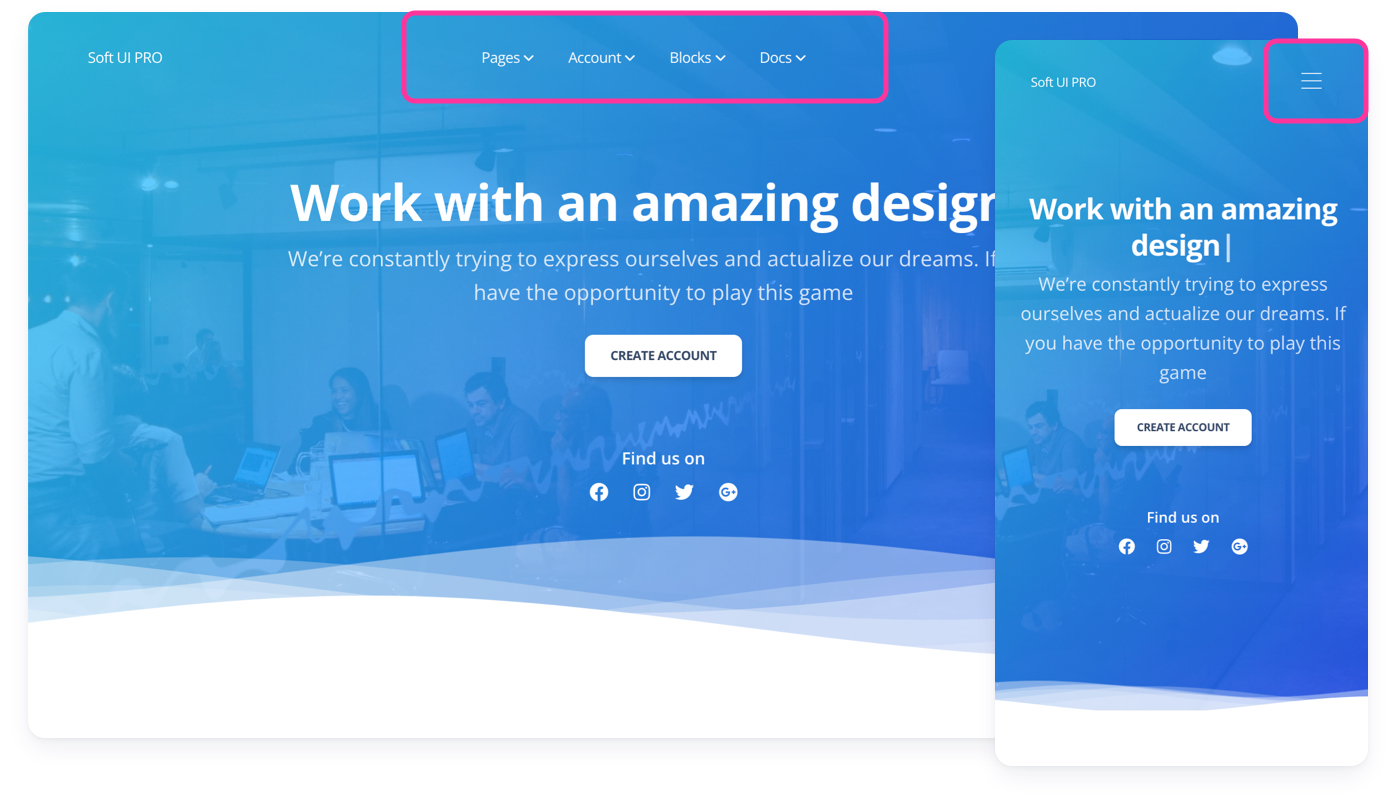 Soft UI PRO
Pages
Account
Blocks
Docs
Work with an amazing design
We’re constantly trying to express ourselves and actualize our dreams. If
have the opportunity to play this game
CREATE ACCOUNT
Find us on
Soft UI PRO
Work with an amazing
design|
We’re constantly trying to express
ourselves and actualize our dreams. If
you have the opportunity to play this
game
CREATE ACCOUNT
Find us on